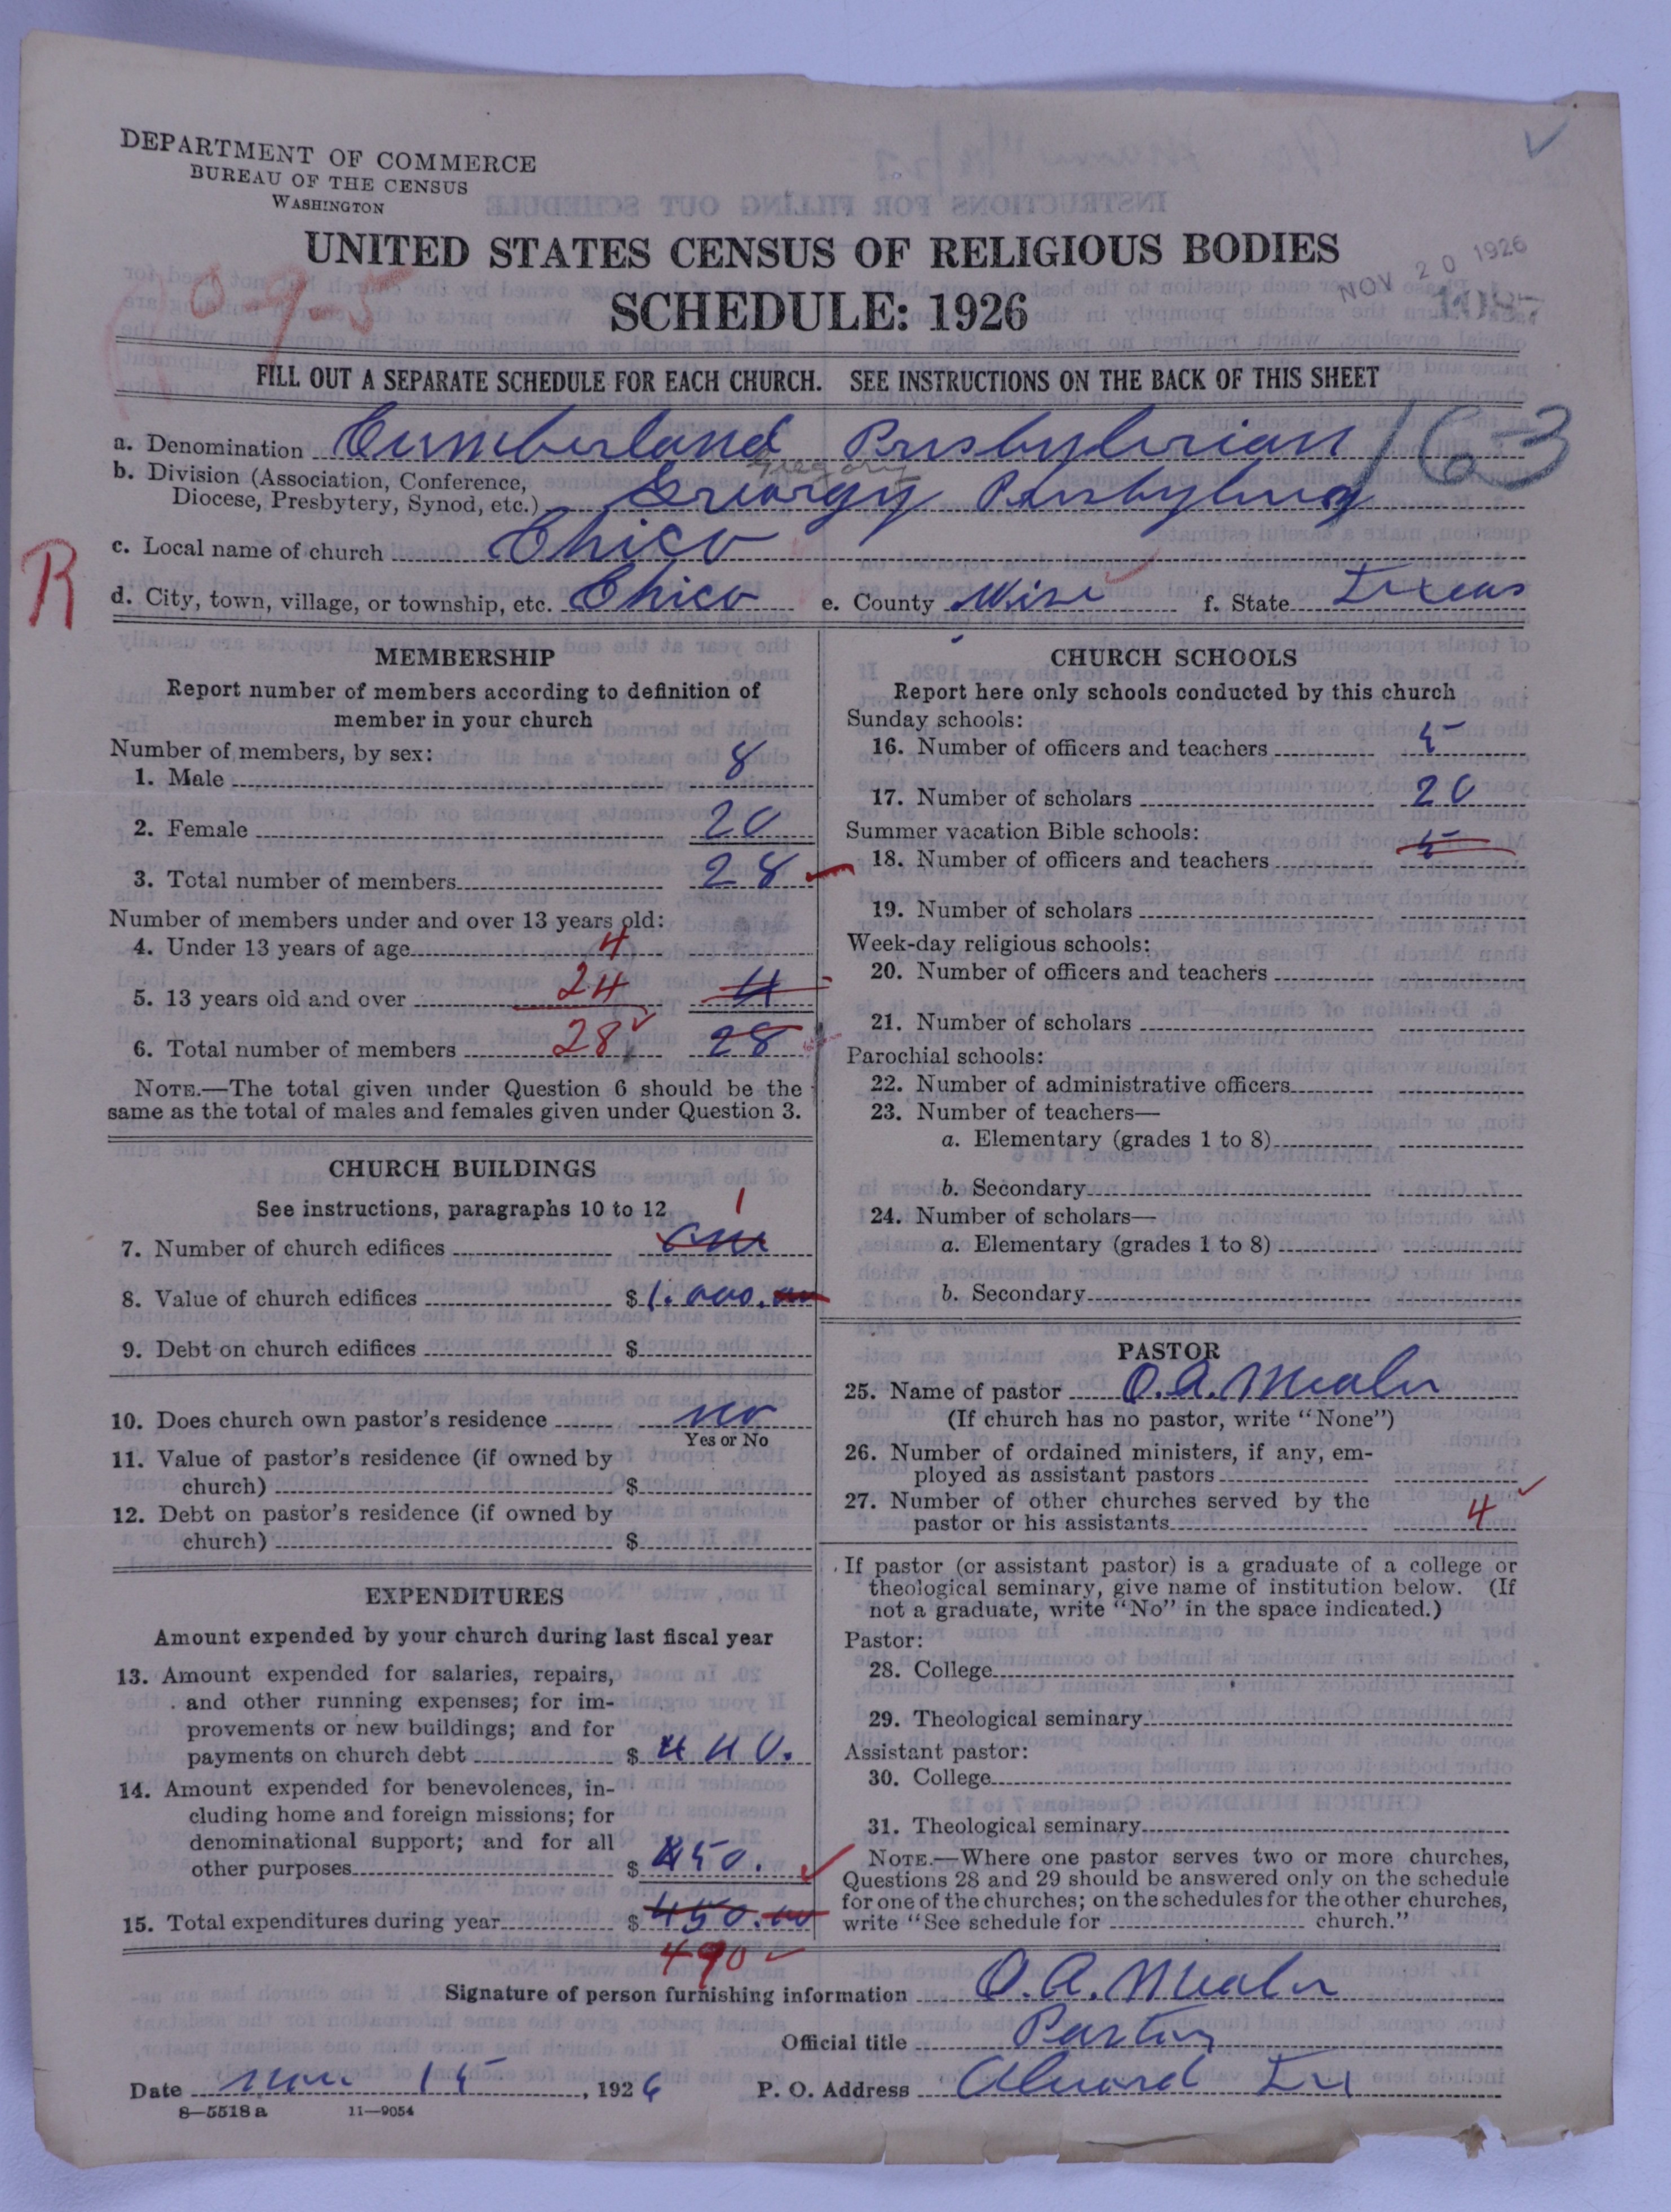 DEPARTMENT OF COMMERCE
BUREAU OF THE CENSUS
WASHINGTON
UNITED STATES CENSUS OF RELIGIOUS BODIES
NOV 20 1926
SCHEDULE: 1926
FILL OUT A SEPARATE SCHEDULE FOR EACH CHURCH. SEE INSTRUCTIONS ON THE BACK OF THIS SHEET
a. Denomination Cumberland Presbyterian 163
Gregory
b. Division (Association, Conference,
Diocese, Presbytery, Synod, etc.) Presbytery
c. Local name of church Chico
R
d. City, town, village, or township, etc. Chico e. County Wise f. State Texas
MEMBERSHIP
Report number of members according to definition of
member in your church
Number of members, by sex:
1. Male 8
2. Female 20
3. Total number of members 28
Number of members under and over 13 years old:
4. Under 13 years of age 4
5. 13 years old and over 24 4
6. Total number of members 28 28
NOTE.—The total given under Question 6 should be the
same as the total of males and females given under Question 3.
CHURCH BUILDINGS
See instructions, paragraphs 10 to 12
1
7. Number of church edifices one
8. Value of church edifices $1.000.00
9. Debt on church edifices $
10. Does church own pastor's residence no
Yes or No
11. Value of pastor's residence (if owned by
church) $
12. Debt on pastor's residence (if owned by
church) $
EXPENDITURES
Amount expended by your church during last fiscal year
13. Amount expended for salaries, repairs,
and other running expenses; for im-
provements or new buildings; and for
payments on church debt $ 440.
14. Amount expended for benevolences, in-
cluding home and foreign missions; for
denominational support; and for all
other purposes $ 50.
15. Total expenditures during year $ 450.00
490
CHURCH SCHOOLS
Report here only schools conducted by this church
Sunday schools:
16. Number of officers and teachers 5
17. Number of scholars 20
Summer vacation Bible schools:
18. Number of officers and teachers 5
19. Number of scholars
Week-day religious schools:
20. Number of officers and teachers
21. Number of scholars
Parochial schools:
22. Number of administrative officers
23. Number of teachers—
a. Elementary (grades 1 to 8)
b. Secondary
24. Number of scholars—
a. Elementary (grades 1 to 8)
b. Secondary
PASTOR
25. Name of pastor O.A. Mealer
(If church has no pastor, write "None")
26. Number of ordained ministers, if any, em-
ployed as assistant pastors
27. Number of other churches served by the
pastor or his assistants 4
If pastor (or assistant pastor) is a graduate of a college or
theological seminary, give name of institution below. (If
not a graduate, write "No" in the space indicated.)
Pastor:
28. College
29. Theological seminary
Assistant pastor:
30. College
31. Theological seminary
NOTE.—Where one pastor serves two or more churches,
Questions 28 and 29 should be answered only on the schedule
for one of the churches; on the schedules for the other churches,
write "See schedule for church."
Signature of person furnishing information O.A. Mealer
Official title Pastor
Date Nov 15, 1926 P. O. Address Alvord Tex
8—5518 a 11—9054